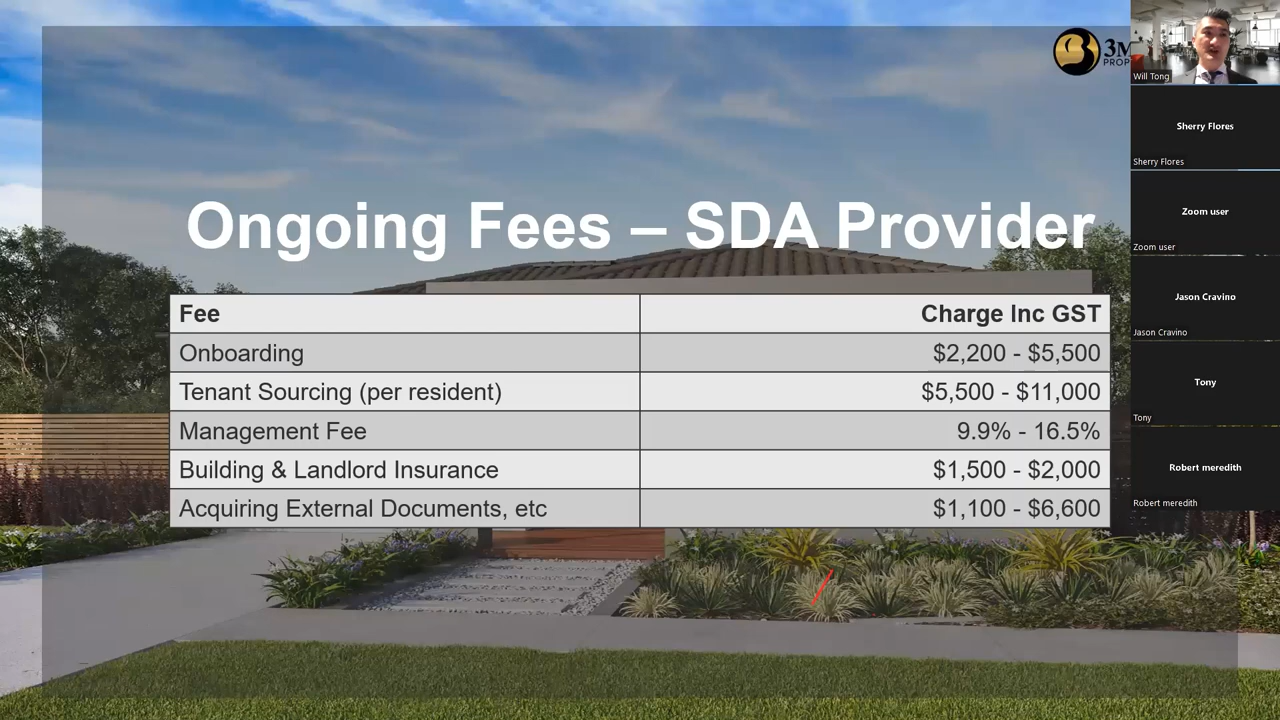 3M
PROP
Will Tong
Sherry Flores
Sherry Flores
Zoom user
Zoom user
Jason Cravino
Jason Cravino
Tony
Tony
Robert meredith
Robert meredith
Ongoing Fees – SDA Provider
Fee Charge Inc GST
Onboarding $2,200 - $5,500
Tenant Sourcing (per resident) $5,500 - $11,000
Management Fee 9.9% - 16.5%
Building & Landlord Insurance $1,500 - $2,000
Acquiring External Documents, etc $1,100 - $6,600